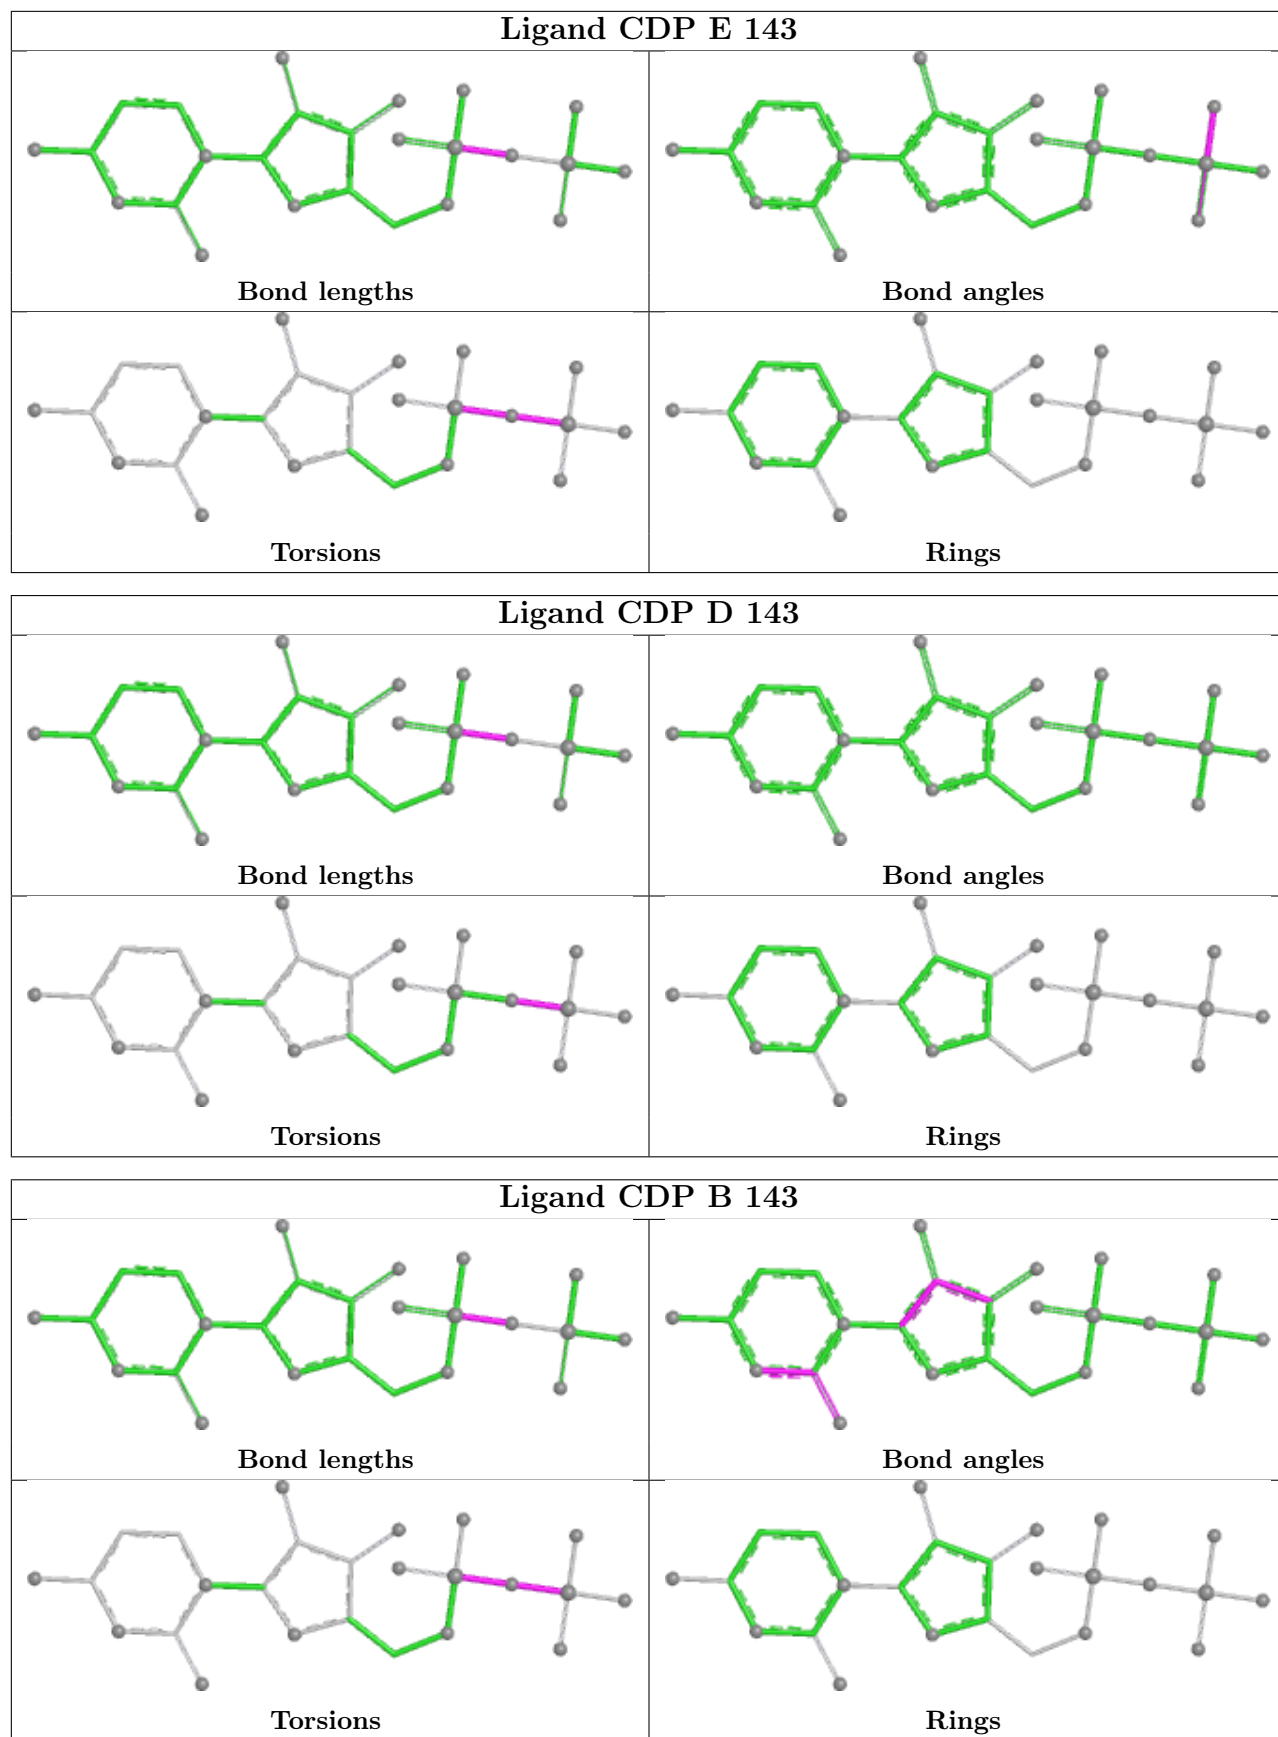 Ligand CDP E 143
Bond lengths
Bond angles
Torsions
Rings
Ligand CDP D 143
Bond lengths
Bond angles
Torsions
Rings
Ligand CDP B 143
Bond lengths
Bond angles
Torsions
Rings